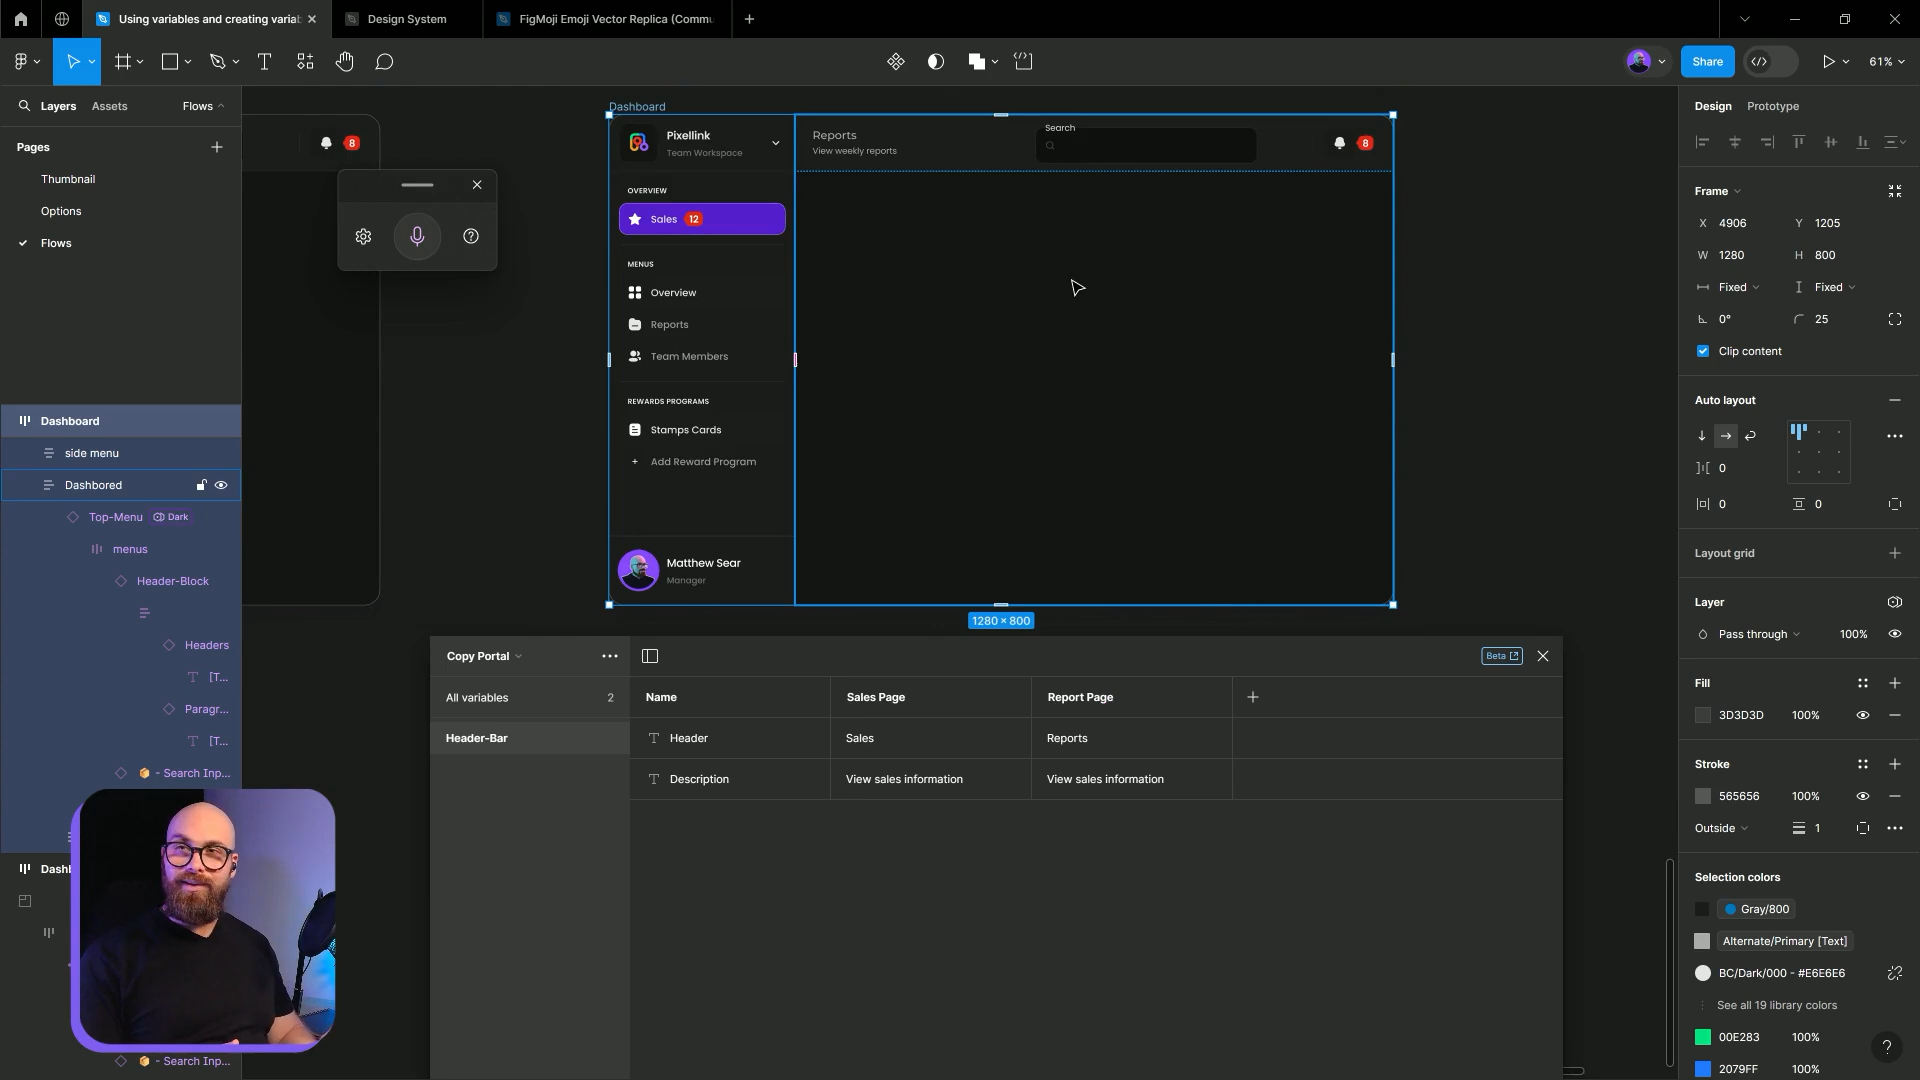 Using variables and creating varial
Design System
FigMoji Emoji Vector Replica (Commu
Share
61%
Layers
Assets
Flows
Pages
Thumbnail
Options
Flows
Dashboard
side menu
Dashbored
Top-Menu
Dark
menus
Header-Block
Headers
[T...
Paragr...
[T...
- Search Inp...
Dashb
- Search Inp...
8
Dashboard
Pixellink
Team Workspace
OVERVIEW
Sales
12
MENUS
Overview
Reports
Team Members
REWARDS PROGRAMS
Stamps Cards
+ Add Reward Program
Matthew Sear
Manager
Reports
View weekly reports
Search
8
1280 × 800
Copy Portal
Beta
All variables
2
Header-Bar
Name
Sales Page
Report Page
Header
Sales
Reports
Description
View sales information
View sales information
Design
Prototype
Frame
X 4906
Y 1205
W 1280
H 800
Fixed
Fixed
0°
25
Clip content
Auto layout
0
0
0
Layout grid
Layer
Pass through
100%
Fill
3D3D3D
100%
Stroke
565656
100%
Outside
1
Selection colors
Gray/800
Alternate/Primary [Text]
BC/Dark/000 - #E6E6E6
See all 19 library colors
00E283
100%
2079FF
100%
?